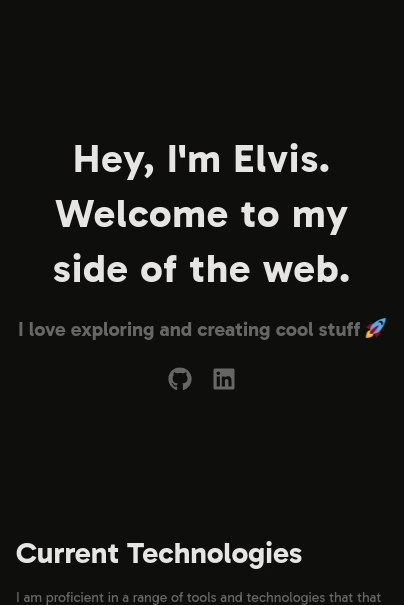 Hey, I'm Elvis.
Welcome to my
side of the web.
I love exploring and creating cool stuff 🚀
Current Technologies
I am proficient in a range of tools and technologies that that